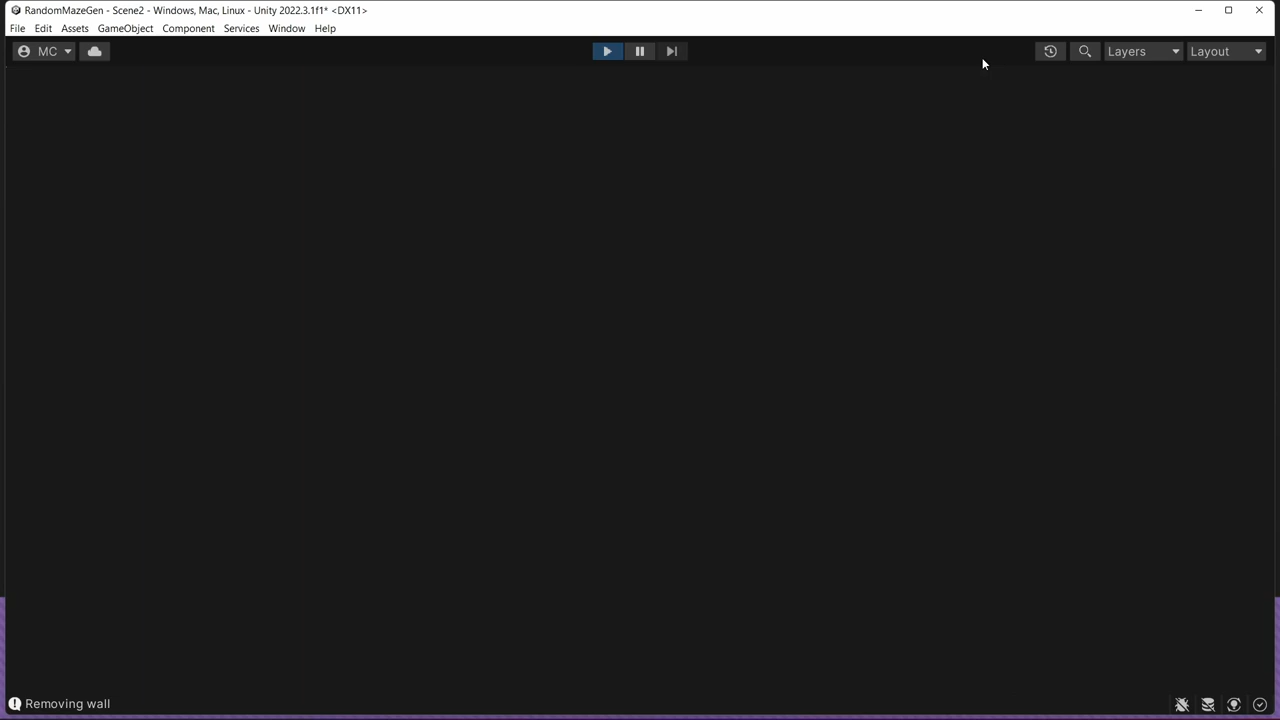 RandomMazeGen - Scene2 - Windows, Mac, Linux - Unity 2022.3.1f1* <DX11>
File Edit Assets GameObject Component Services Window Help
MC Layers Layout
Removing wall